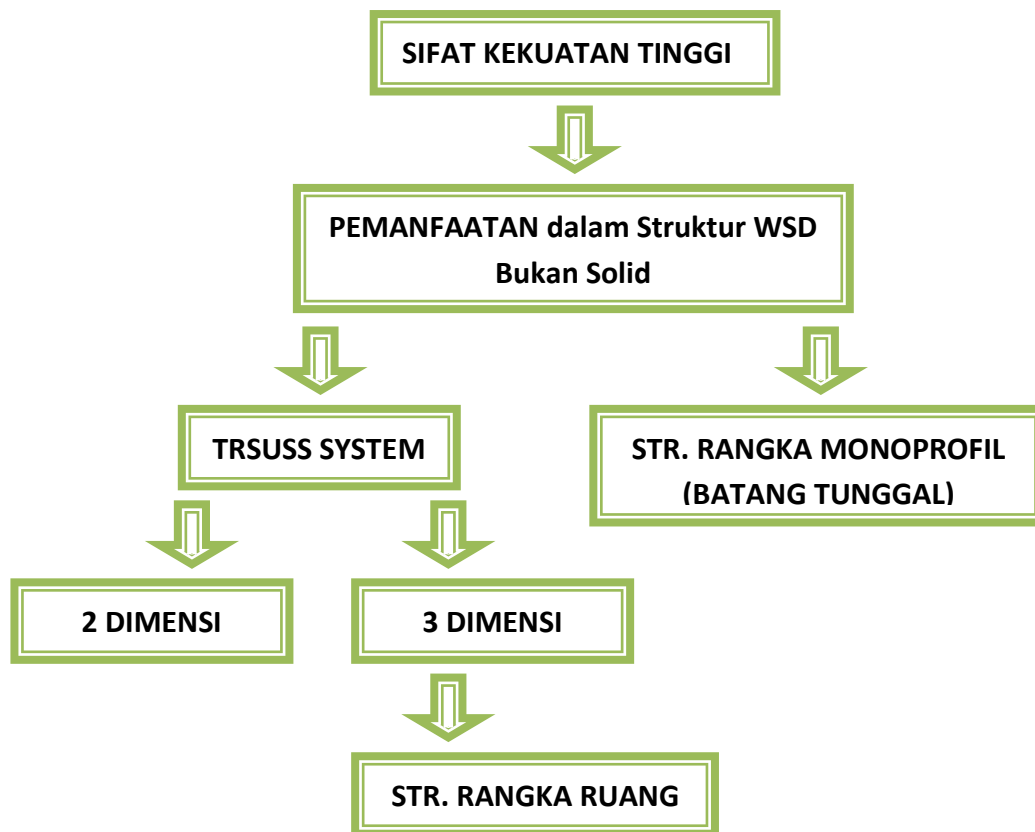 SIFAT KEKUATAN TINGGI
PEMANFAATAN dalam Struktur WSD
Bukan Solid
TRSUSS SYSTEM
STR. RANGKA MONOPROFIL
(BATANG TUNGGAL)
2 DIMENSI
3 DIMENSI
STR. RANGKA RUANG